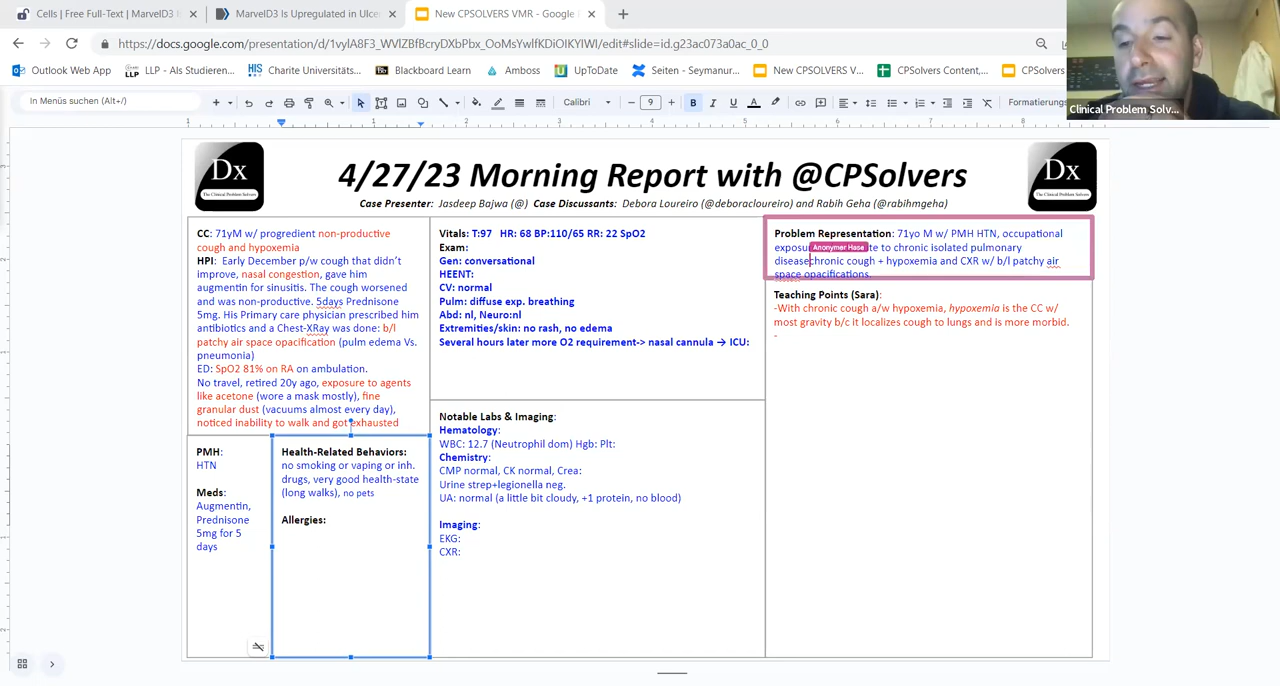 Cells | Free Full-Text | MarvelD3 i
MarvelD3 Is Upregulated in Ulcer
New CPSOLVERS VMR - Google
https://docs.google.com/presentation/d/
edit#slide=id.g23ac073a0ac_0_0
Outlook Web App
LLP - Als Studieren...
Charite Universitäts...
Blackboard Learn
Amboss
UpToDate
Seiten - Seymanur...
New CPSOLVERS V...
CPSolvers Content,...
CPSolvers
In Menüs suchen (Alt+/)
Calibri
9
Formatierung
Clinical Problem Solv...
Dx
The Clinical Problem Solvers
4/27/23 Morning Report with @CPSolvers
Case Presenter: Jasdeep Bajwa (@) Case Discussants: Debora Loureiro (@deboracloureiro) and Rabih Geha (@rabihmgeha)
Dx
The Clinical Problem Solvers
CC: 71yM w/ progredient non-productive
cough and hypoxemia
HPI: Early December p/w cough that didn't
improve, nasal congestion, gave him
augmentin for sinusitis. The cough worsened
and was non-productive. 5days Prednisone
5mg. His Primary care physician prescribed him
antibiotics and a Chest-XRay was done: b/l
patchy air space opacification (pulm edema Vs.
pneumonia)
ED: SpO2 81% on RA on ambulation.
No travel, retired 20y ago, exposure to agents
like acetone (wore a mask mostly), fine
granular dust (vacuums almost every day),
noticed inability to walk and got exhausted
PMH:
HTN
Meds:
Augmentin,
Prednisone
5mg for 5
days
Health-Related Behaviors:
no smoking or vaping or inh.
drugs, very good health-state
(long walks), no pets
Allergies:
Vitals: T:97 HR: 68 BP:110/65 RR: 22 SpO2
Exam:
Gen: conversational
HEENT:
CV: normal
Pulm: diffuse exp. breathing
Abd: nl, Neuro:nl
Extremities/skin: no rash, no edema
Several hours later more O2 requirement-> nasal cannula → ICU:
Notable Labs & Imaging:
Hematology:
WBC: 12.7 (Neutrophil dom) Hgb: Plt:
Chemistry:
CMP normal, CK normal, Crea:
Urine strep+legionella neg.
UA: normal (a little bit cloudy, +1 protein, no blood)
Imaging:
EKG:
CXR:
Problem Representation: 71yo M w/ PMH HTN, occupational
exposu Anonymer Hase te to chronic isolated pulmonary
diseasechronic cough + hypoxemia and CXR w/ b/l patchy air
space opacifications.
Teaching Points (Sara):
-With chronic cough a/w hypoxemia, hypoxemia is the CC w/
most gravity b/c it localizes cough to lungs and is more morbid.
-